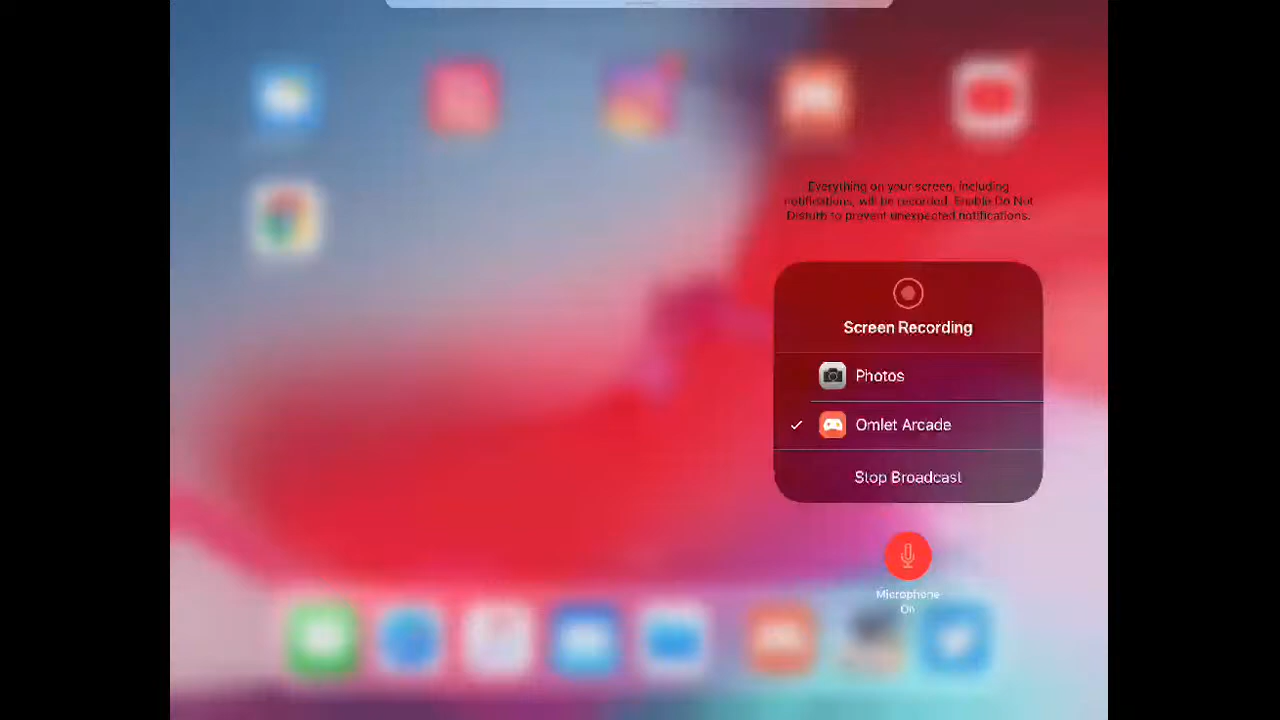 Everything on your screen, including
notifications, will be recorded. Enable Do Not
Disturb to prevent unexpected notifications.
Screen Recording
Photos
Omlet Arcade
Stop Broadcast
Microphone
On